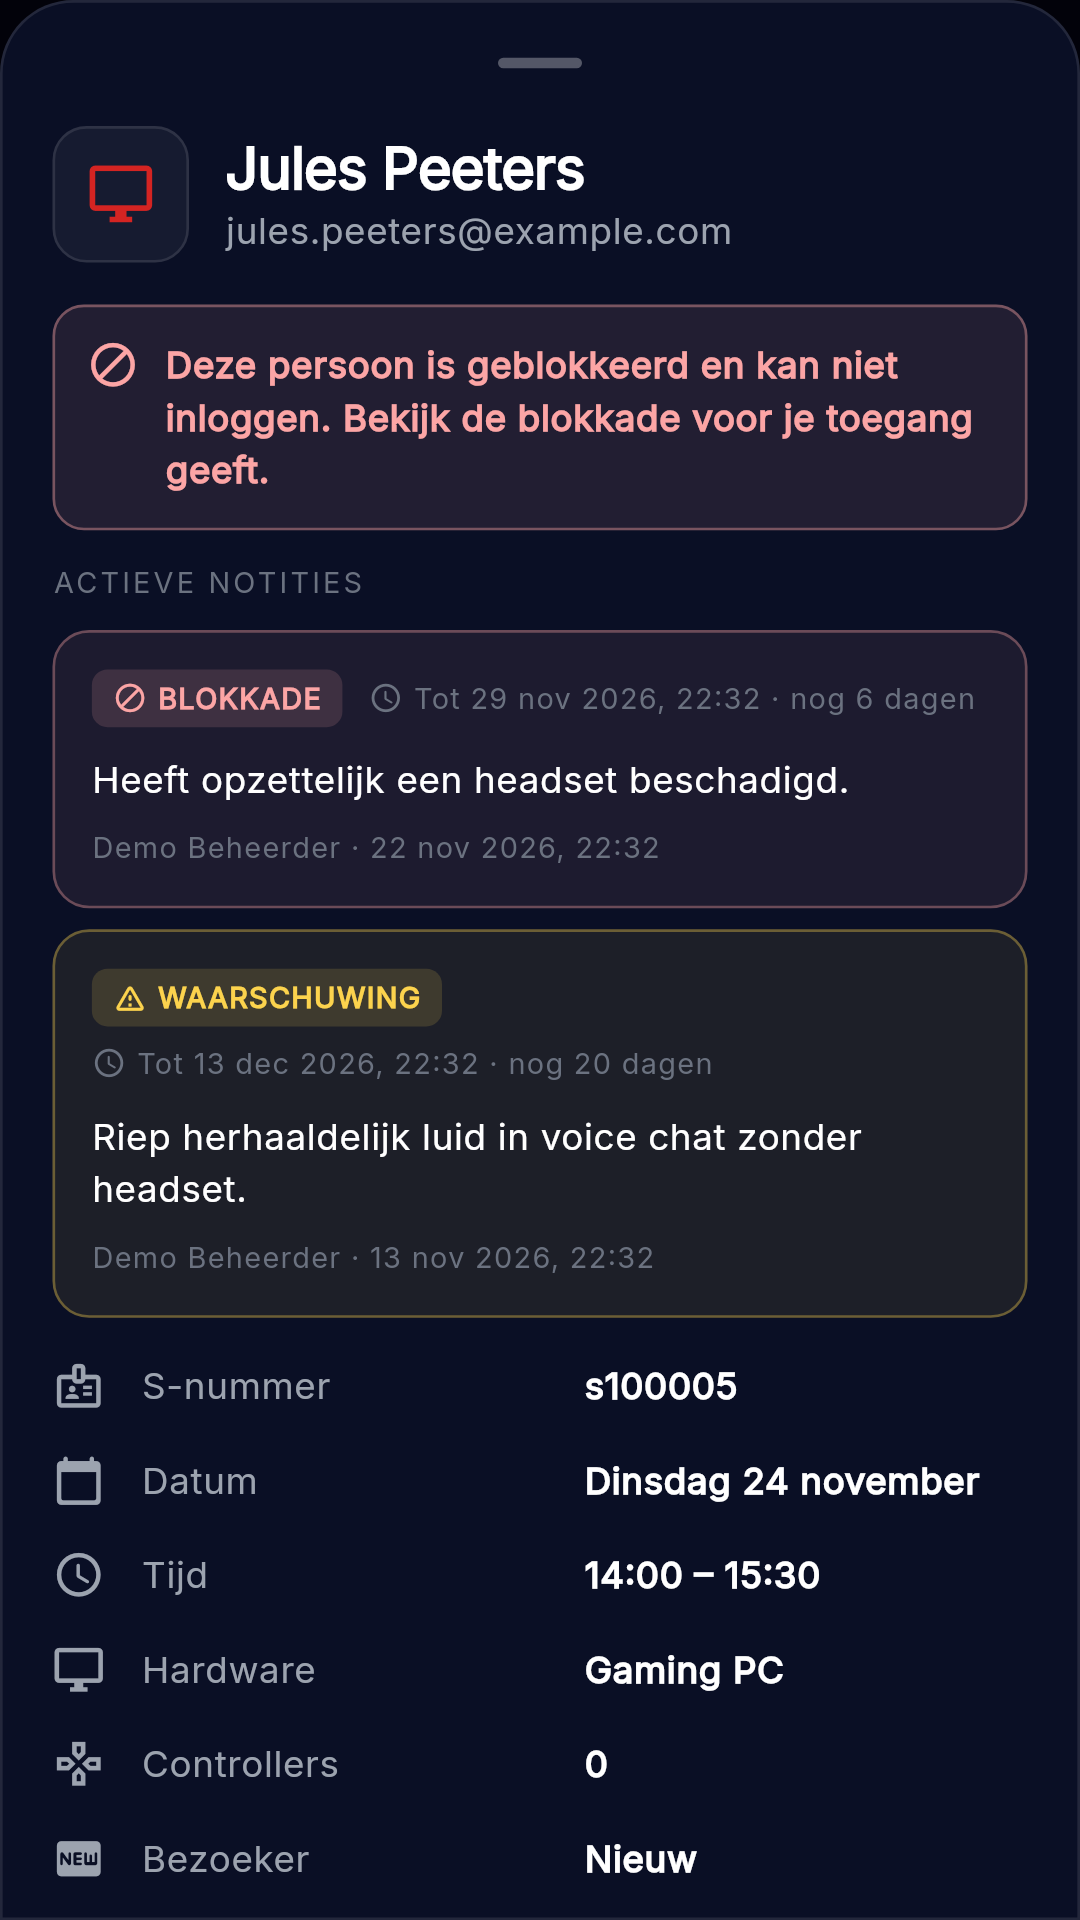 Jules Peeters
jules.peeters@example.com
Deze persoon is geblokkeerd en kan niet
inloggen. Bekijk de blokkade voor je toegang
geeft.
ACTIEVE NOTITIES
BLOKKADE Tot 29 nov 2026, 22:32 · nog 6 dagen
Heeft opzettelijk een headset beschadigd.
Demo Beheerder · 22 nov 2026, 22:32
WAARSCHUWING
Tot 13 dec 2026, 22:32 · nog 20 dagen
Riep herhaaldelijk luid in voice chat zonder
headset.
Demo Beheerder · 13 nov 2026, 22:32
S-nummer s100005
Datum Dinsdag 24 november
Tijd 14:00 – 15:30
Hardware Gaming PC
Controllers 0
NEW Bezoeker Nieuw